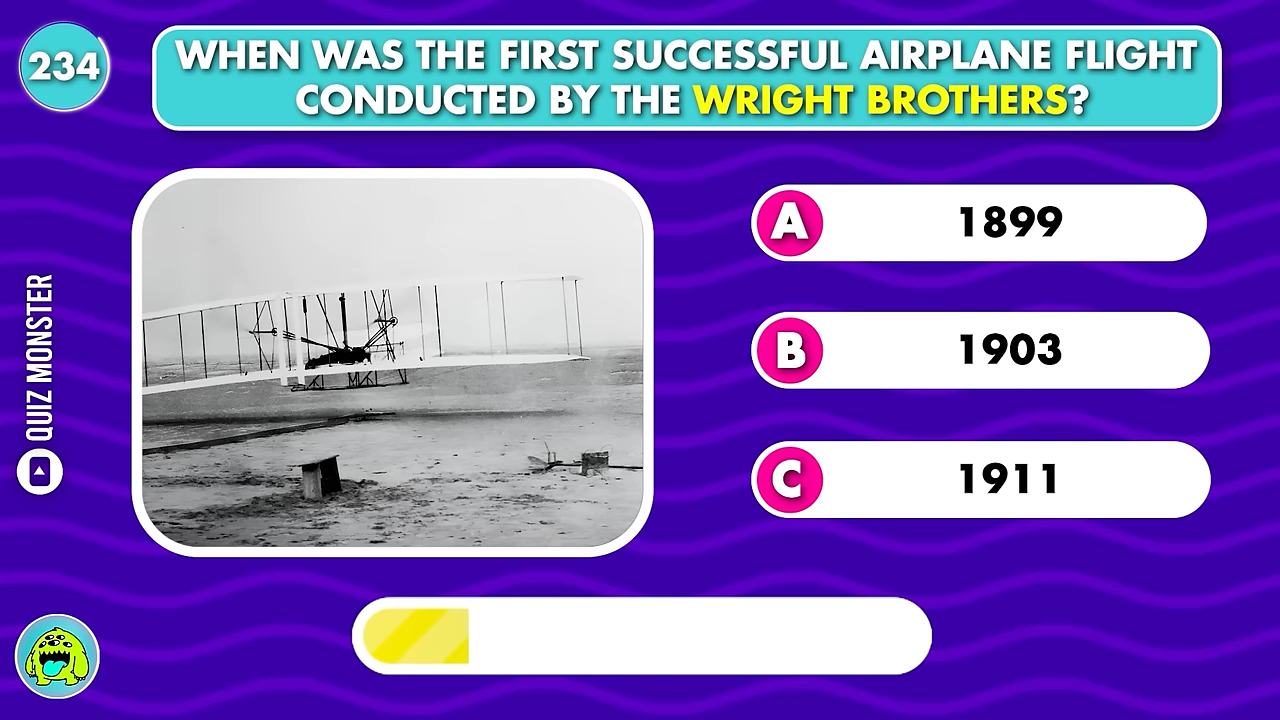 234
WHEN WAS THE FIRST SUCCESSFUL AIRPLANE FLIGHT
CONDUCTED BY THE WRIGHT BROTHERS?
A 1899
B 1903
C 1911
QUIZ MONSTER